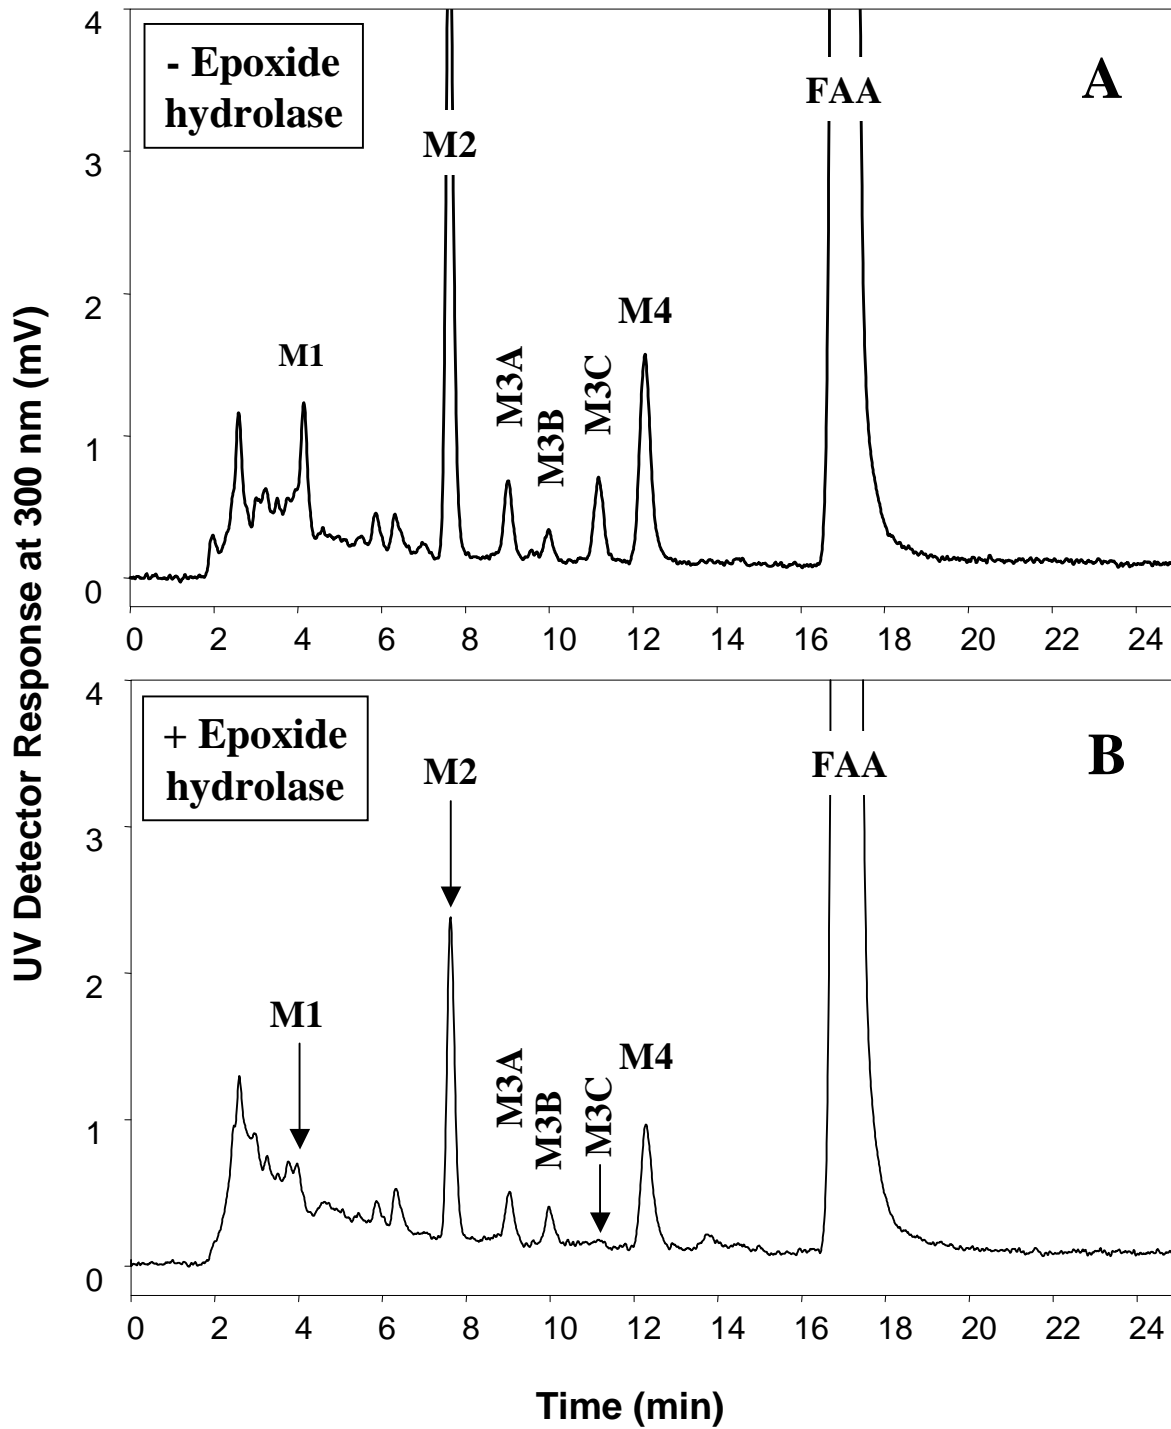 UV Detector Response at 300 nm (mV)
- Epoxide
hydrolase
A
4
3
2
1
0
M1
M2
M3A
M3B
M3C
M4
FAA
0 2 4 6 8 10 12 14 16 18 20 22 24
+ Epoxide
hydrolase
B
4
3
2
1
0
M1
M2
M3A
M3B
M3C
M4
FAA
0 2 4 6 8 10 12 14 16 18 20 22 24
Time (min)